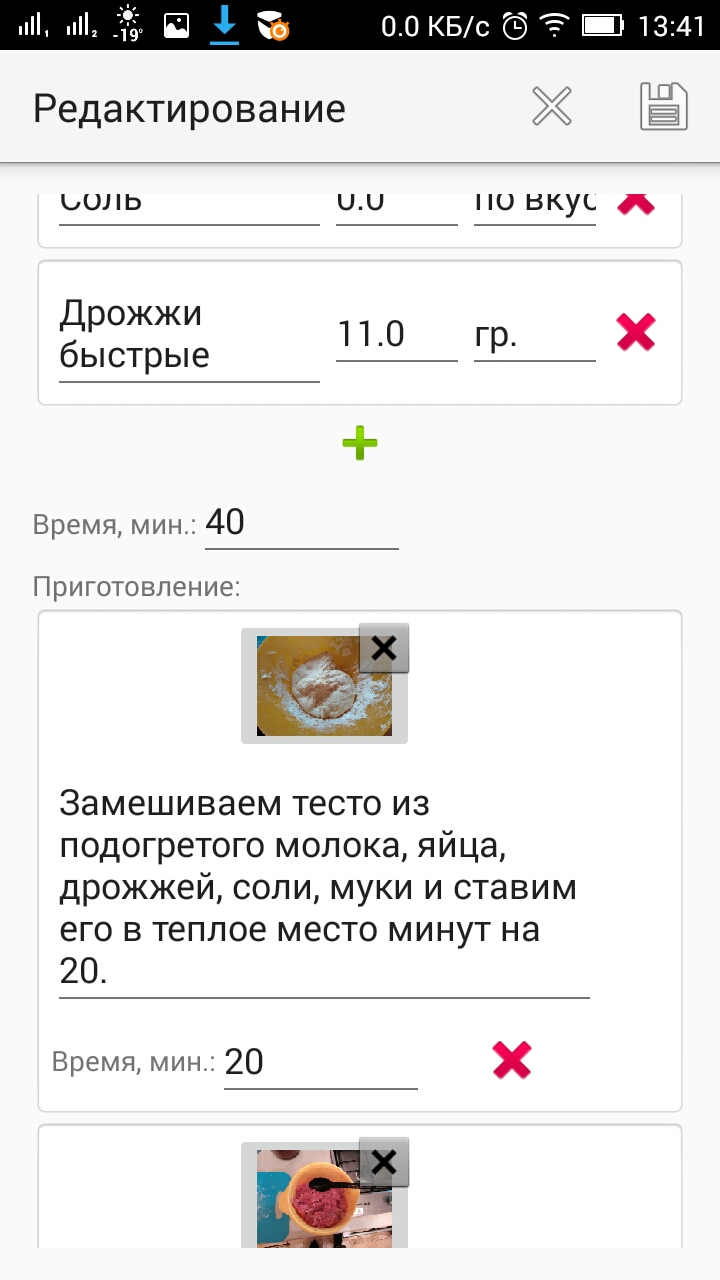 -19° 0.0 КБ/с 13:41
Редактирование
Соль 0.0 по вкус
Дрожжи
быстрые 11.0 гр.
Время, мин.: 40
Приготовление:
Замешиваем тесто из
подогретого молока, яйца,
дрожжей, соли, муки и ставим
его в теплое место минут на
20.
Время, мин.: 20